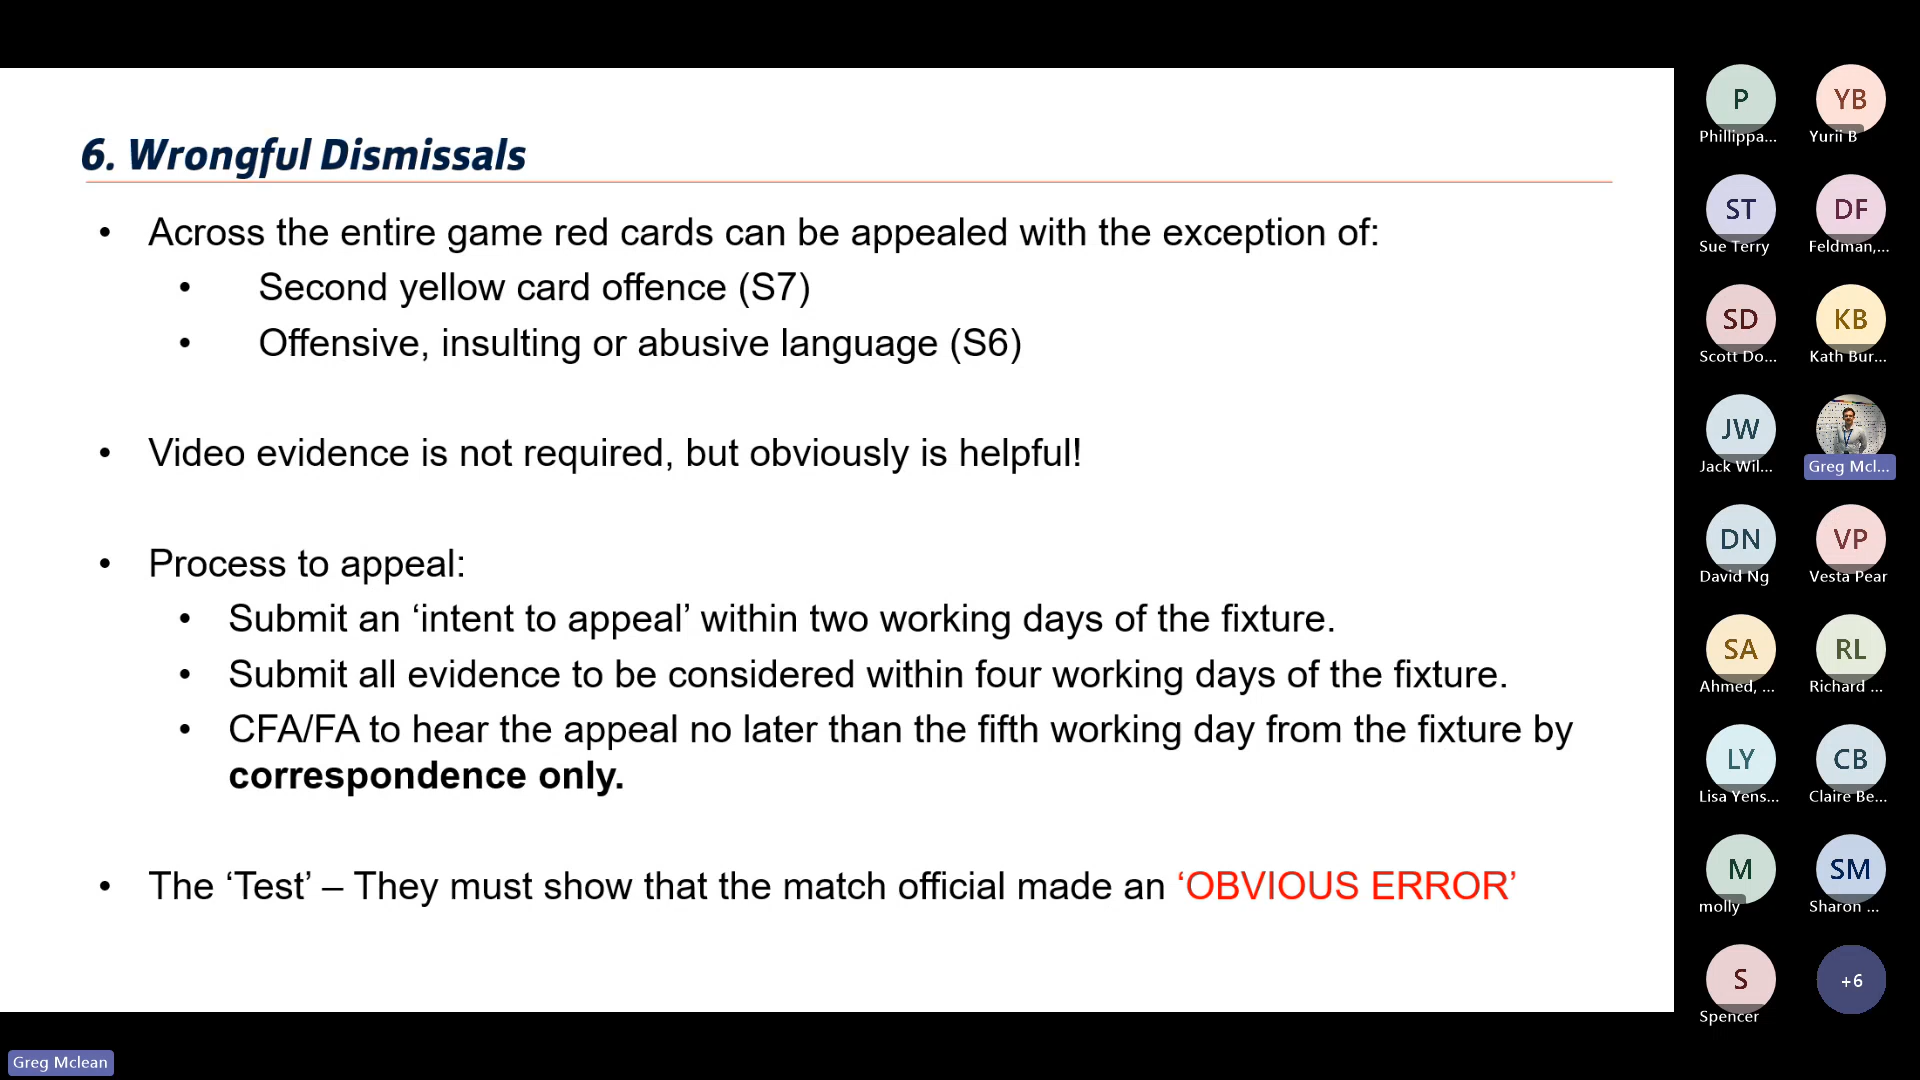 6. Wrongful Dismissals
• Across the entire game red cards can be appealed with the exception of:
• Second yellow card offence (S7)
• Offensive, insulting or abusive language (S6)
• Video evidence is not required, but obviously is helpful!
• Process to appeal:
• Submit an ‘intent to appeal’ within two working days of the fixture.
• Submit all evidence to be considered within four working days of the fixture.
• CFA/FA to hear the appeal no later than the fifth working day from the fixture by
correspondence only.
• The ‘Test’ – They must show that the match official made an ‘OBVIOUS ERROR’
P YB
Phillippa... Yurii B
ST DF
Sue Terry Feldman,...
SD KB
Scott Do... Kath Bur...
JW
Jack Wil... Greg Mcl...
DN VP
David Ng Vesta Pear
SA RL
Ahmed, ... Richard ...
LY CB
Lisa Yens... Claire Be...
M SM
molly Sharon ...
S +6
Spencer
Greg Mclean